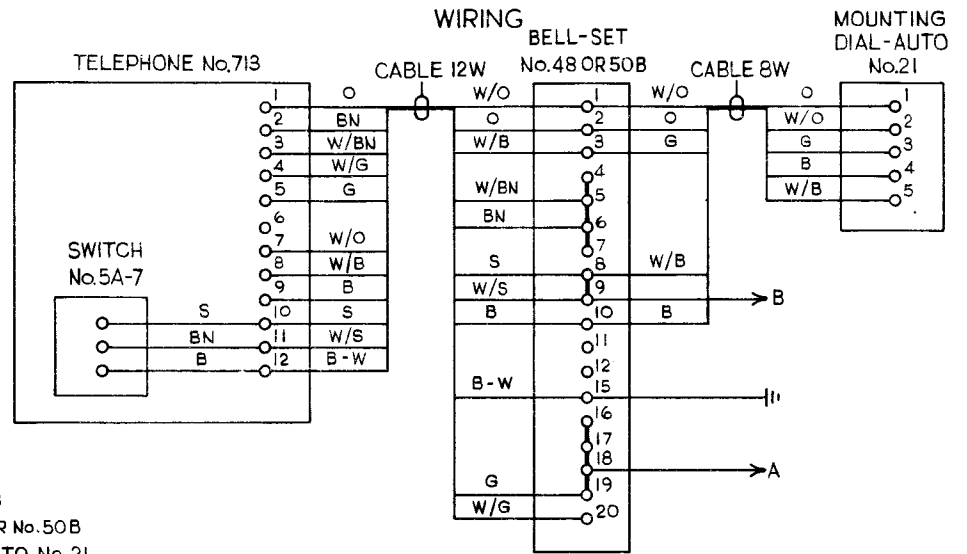 WIRING
TELEPHONE No.713
CABLE 12W
BELL-SET
No.48 OR 50B
CABLE 8W
MOUNTING
DIAL-AUTO
No.21
1 O W/O 1 W/O O 1
2 BN O 2 O W/O 2
3 W/BN W/B 3 G G 3
4 W/G B 4
5 G W/B 5
6
7 W/O
8 W/B
9 B
10 S
11 W/S
12 B-W
SWITCH
No.5A-7
S
BN
B
4
W/BN 5
BN 6
7
S 8 W/B
W/S 9 B
B 10 B
11
12
B-W 15
16
17
18 A
G 19
W/G 20
R No.50B
TO No.21